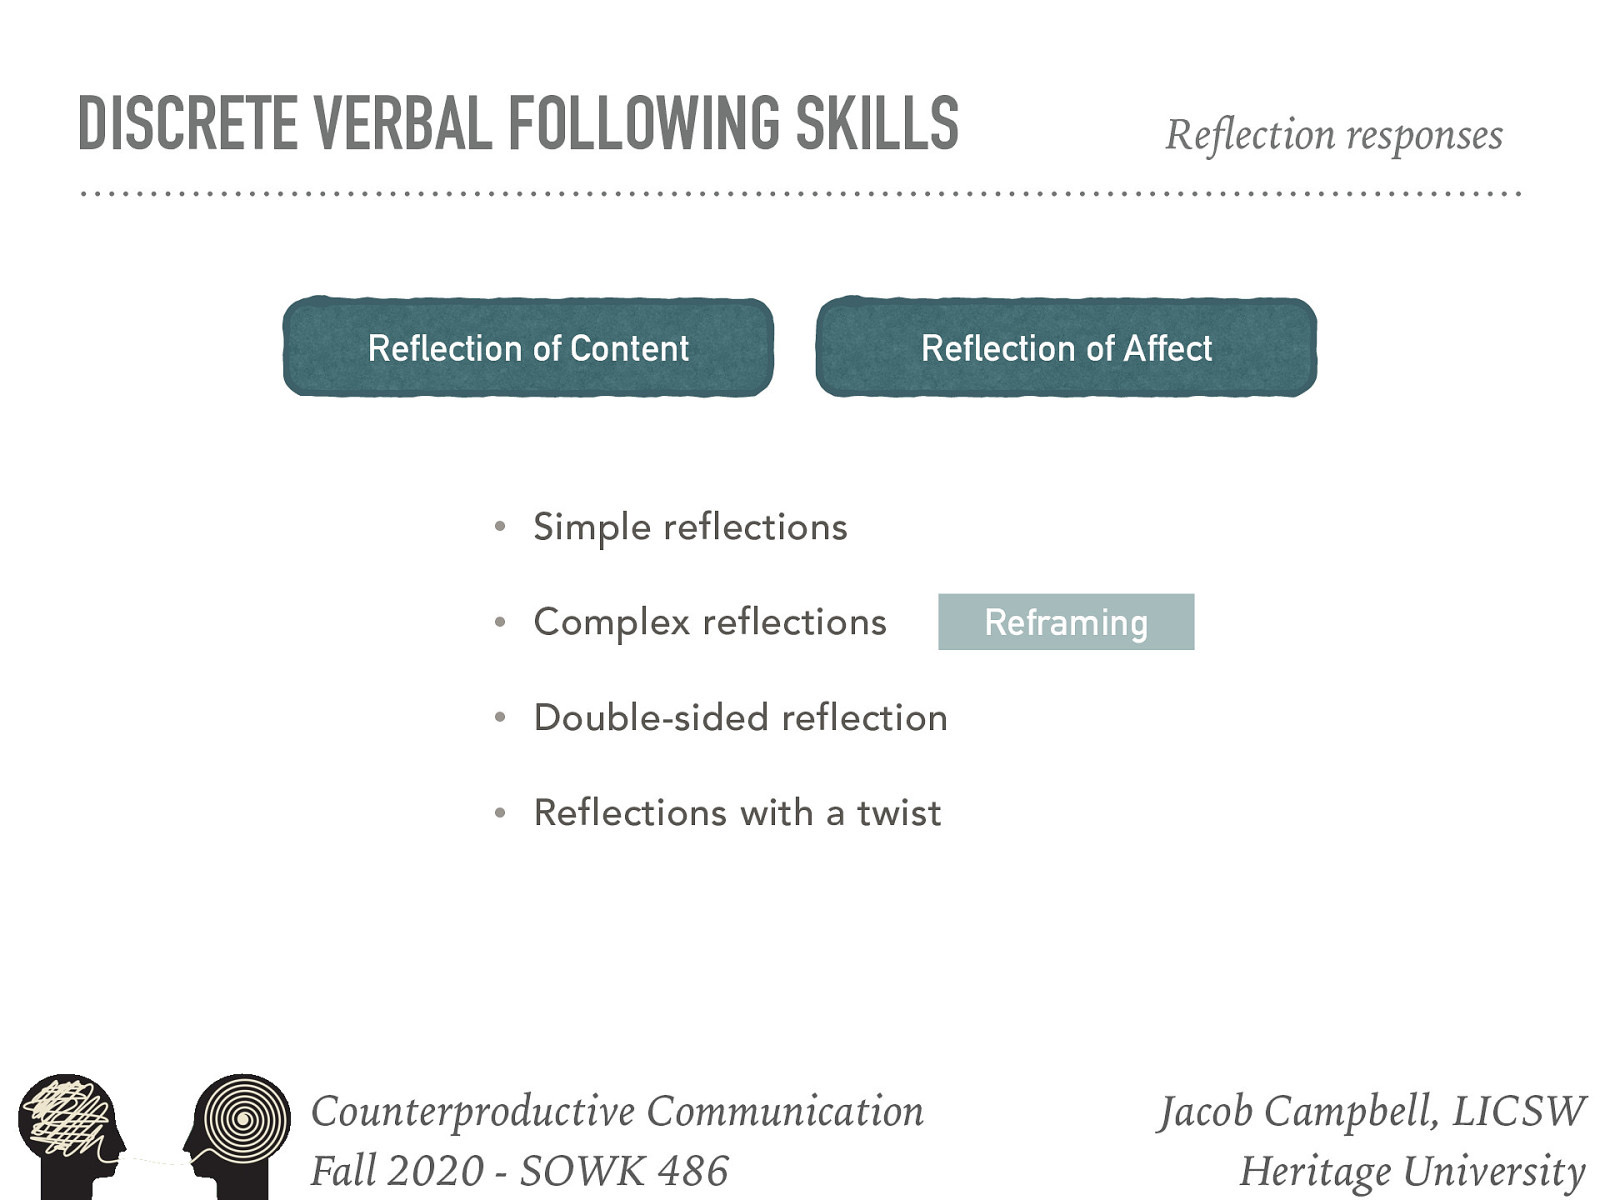 DISCRETE VERBAL FOLLOWING SKILLS
Reflection responses
Reflection of Content
Reflection of Affect
• Simple reflections
• Complex reflections
Reframing
• Double-sided reflection
• Reflections with a twist
Counterproductive Communication
Fall 2020 - SOWK 486
Jacob Campbell, LICSW
Heritage University